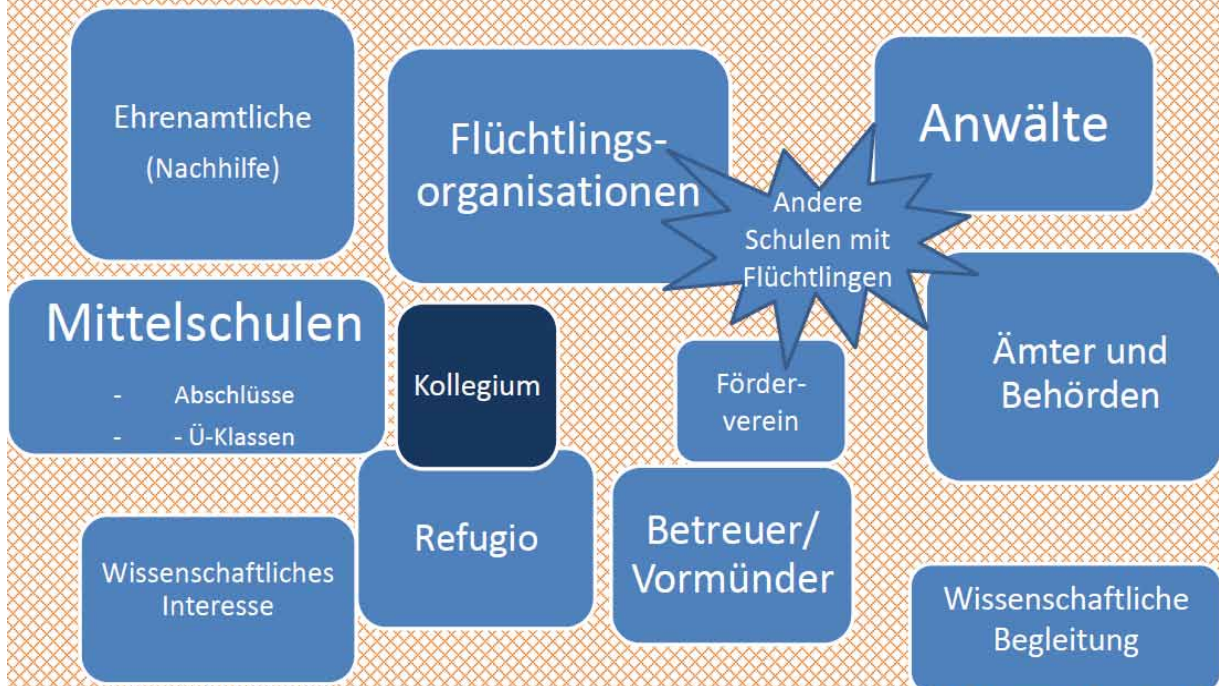 Ehrenamtliche
(Nachhilfe)
Flüchtlings-
organisationen
Anwälte
Andere
Schulen mit
Flüchtlingen
Mittelschulen
- Abschlüsse
- - Ü-Klassen
Kollegium
Förder-
verein
Ämter und
Behörden
Wissenschaftliches
Interesse
Refugio
Betreuer/
Vormünder
Wissenschaftliche
Begleitung